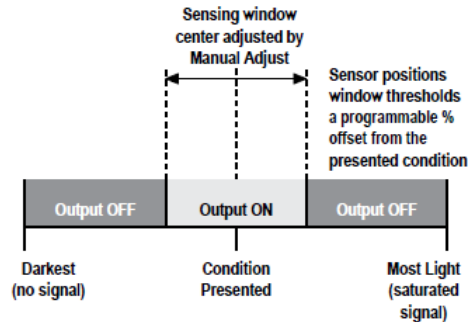 Sensing window
center adjusted by
Manual Adjust
Sensor positions
window thresholds
a programmable %
offset from the
presented condition
Output OFF
Output ON
Output OFF
Darkest
(no signal)
Condition
Presented
Most Light
(saturated
signal)